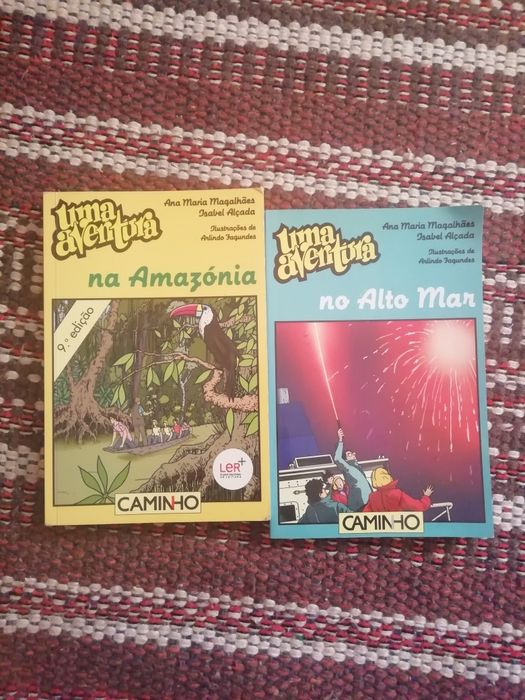 uma
aventura
Ana Maria Magalhães
Isabel Alçada
Ilustrações de
Arlindo Fagundes
na Amazónia
9.ª edição
LER+
CAMINHO
uma
aventura
Ana Maria Magalhães
Isabel Alçada
Ilustrações de
Arlindo Fagundes
no Alto Mar
CAMINHO